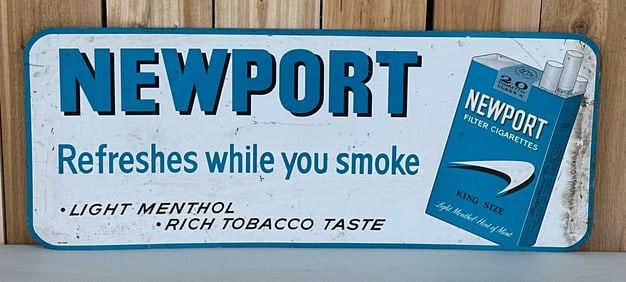 NEWPORT
Refreshes while you smoke
• LIGHT MENTHOL
• RICH TOBACCO TASTE
20
CLASS A
NEWPORT
FILTER CIGARETTES
KING SIZE
Light Menthol-Hint of Mint